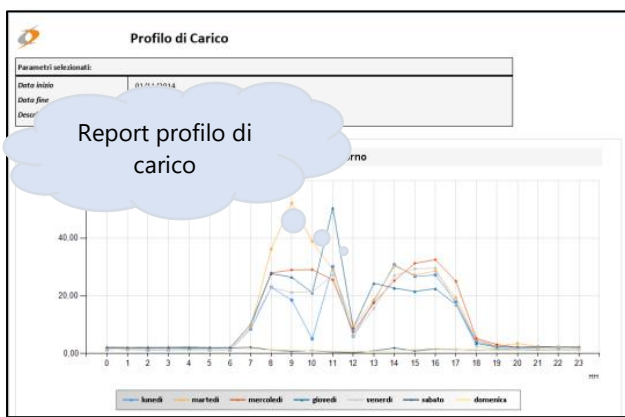 Profilo di Carico
Parametri selezionati:
Data inizio
01/11/2014
Data fine
Report profilo di
carico
40.00
20.00
0.00
0 1 2 3 4 5 6 7 8 9 10 11 12 13 14 15 16 17 18 19 20 21 22 23
HH
lunedì martedì mercoledì giovedì venerdì sabato domenica